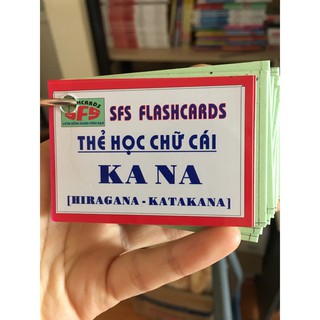 SFS FLASHCARDS
THẺ HỌC CHỮ CÁI
KA NA
[HIRAGANA - KATAKANA]
SFS